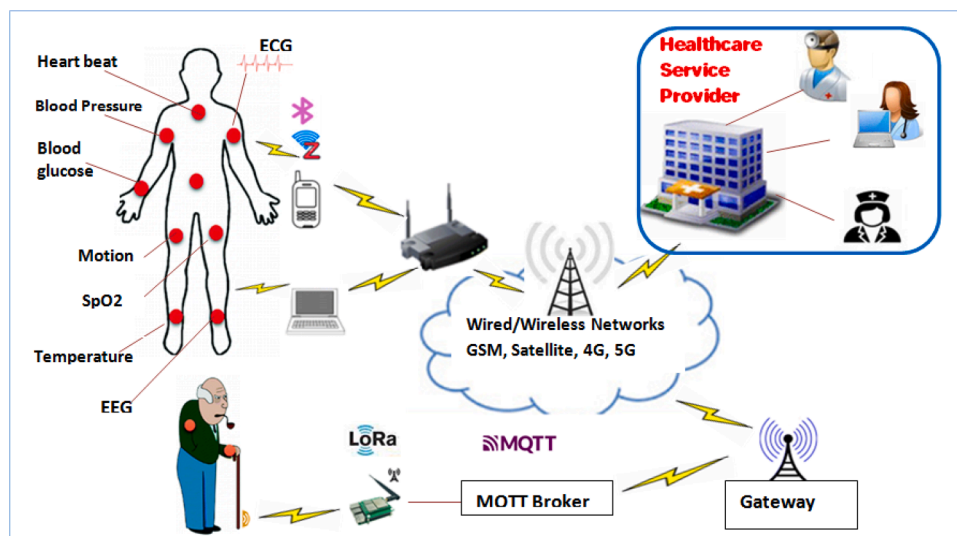 ECG
Heart beat
Blood Pressure
Blood
glucose
Motion
SpO2
Temperature
EEG
Z
Healthcare
Service
Provider
Wired/Wireless Networks
GSM, Satellite, 4G, 5G
LoRa
MQTT
MOTT Broker
Gateway